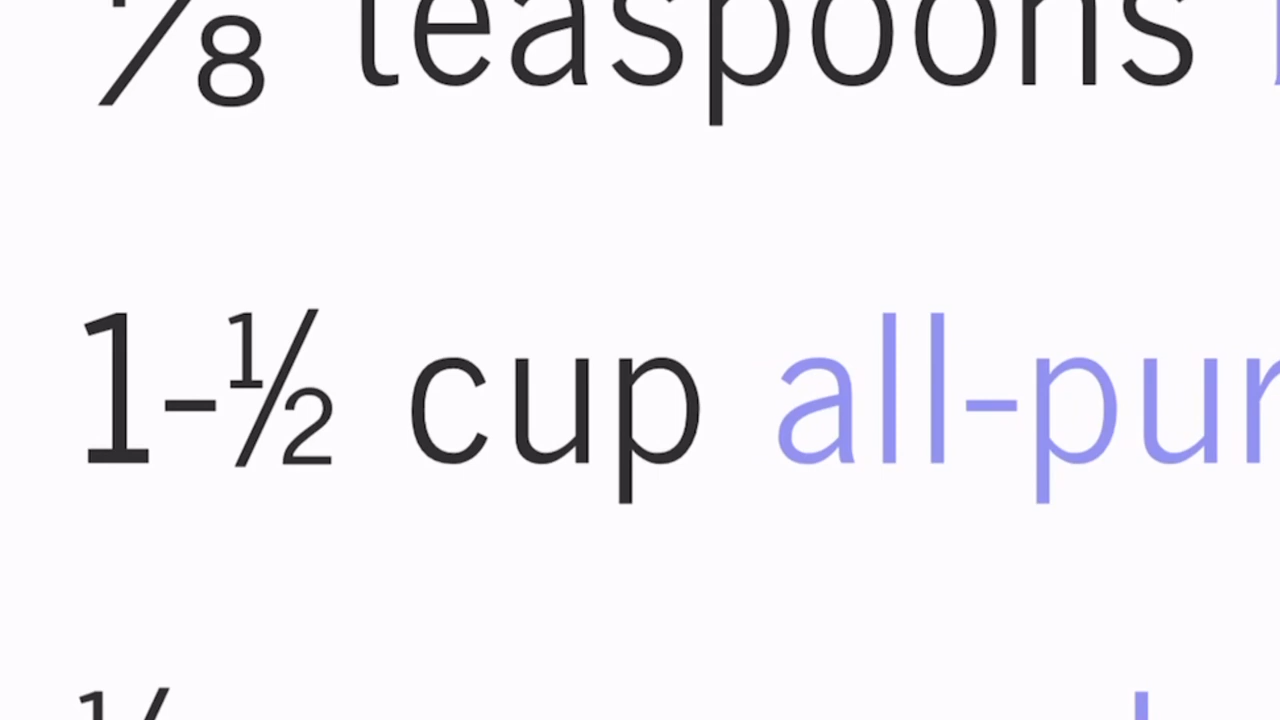 ⅞ teaspoons
1-½ cup all-pur